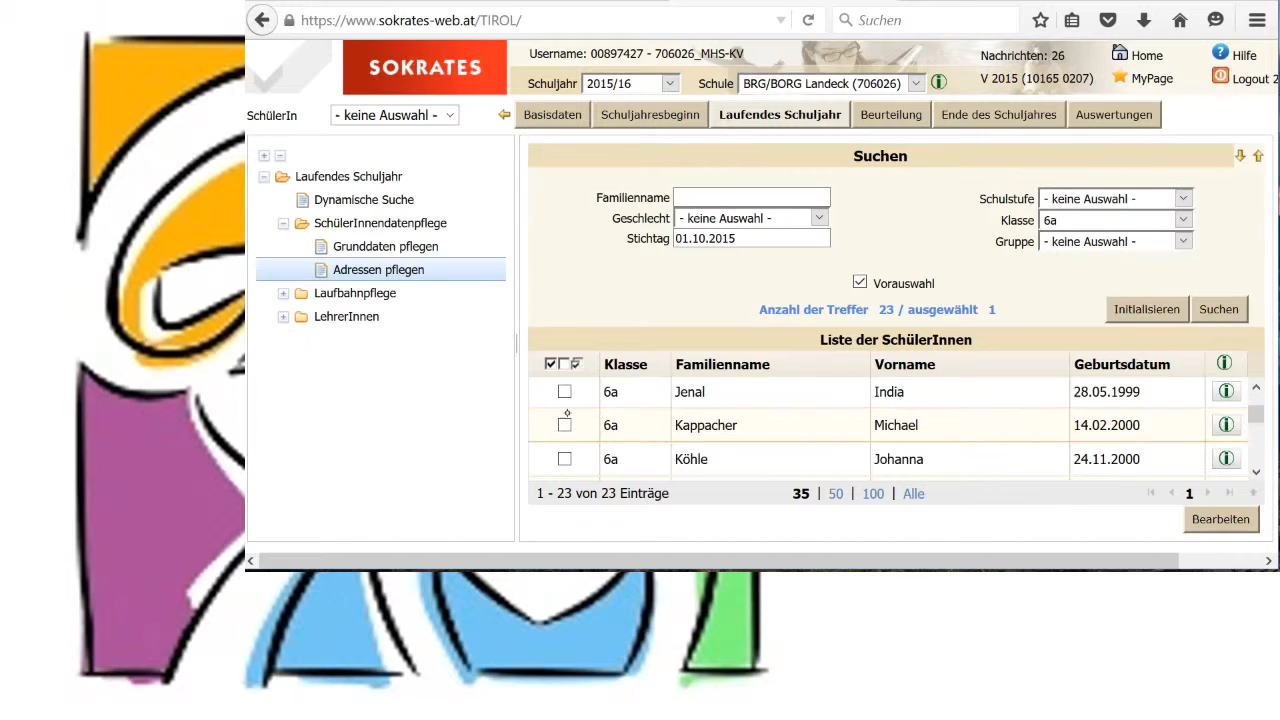 https://www.sokrates-web.at/TIROL/
Suchen
SOKRATES
Username: 00897427 - 706026_MHS-KV
Nachrichten: 26
Home
Hilfe
Schuljahr 2015/16
Schule BRG/BORG Landeck (706026)
V 2015 (10165 0207)
MyPage
Logout 2
SchülerIn - keine Auswahl -
Basisdaten
Schuljahresbeginn
Laufendes Schuljahr
Beurteilung
Ende des Schuljahres
Auswertungen
Laufendes Schuljahr
Dynamische Suche
SchülerInnendatenpflege
Grunddaten pflegen
Adressen pflegen
Laufbahnpflege
LehrerInnen
Suchen
Familienname
Schulstufe - keine Auswahl -
Geschlecht - keine Auswahl -
Klasse 6a
Stichtag 01.10.2015
Gruppe - keine Auswahl -
Vorauswahl
Anzahl der Treffer 23 / ausgewählt 1
Initialisieren
Suchen
Liste der SchülerInnen
Klasse Familienname Vorname Geburtsdatum
6a Jenal India 28.05.1999
6a Kappacher Michael 14.02.2000
6a Köhle Johanna 24.11.2000
1 - 23 von 23 Einträge
35 | 50 | 100 | Alle
1
Bearbeiten